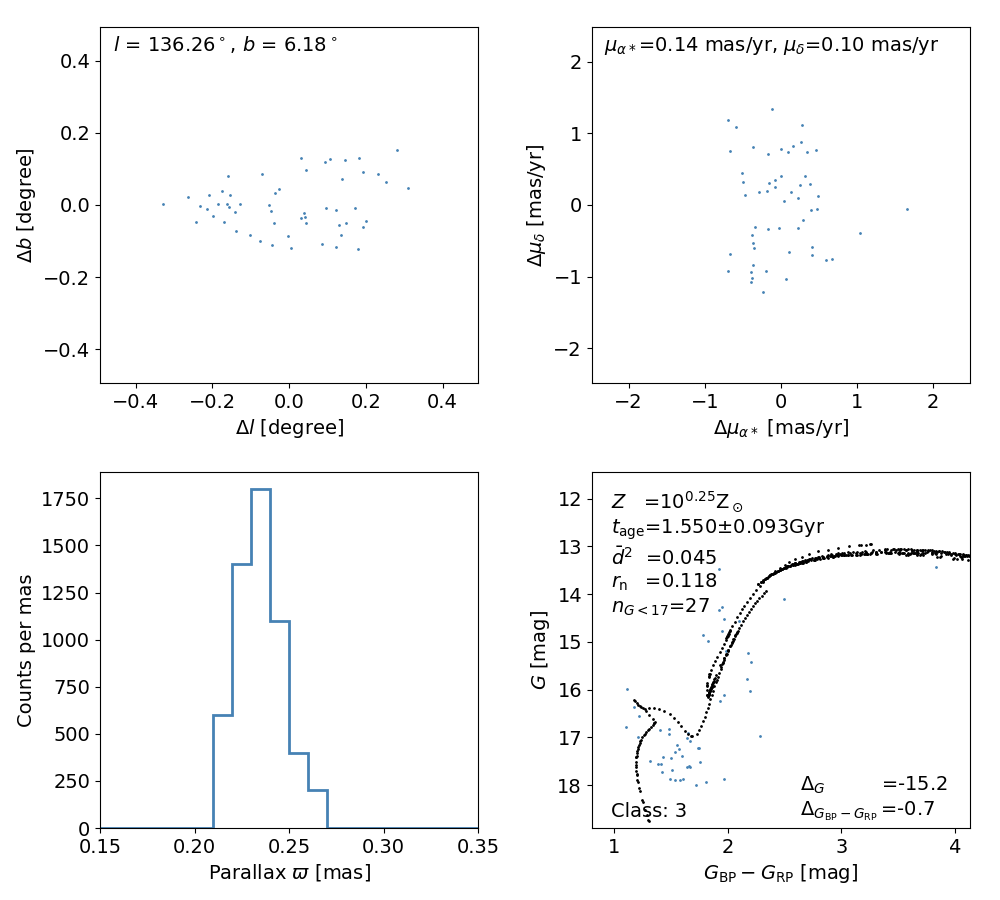 l = 136.26°, b = 6.18°
0.4
0.2
0.0
−0.2
−0.4
−0.4
−0.2
0.0
0.2
0.4
Δb [degree]
Δl [degree]
μα∗=0.14 mas/yr, μδ=0.10 mas/yr
2
1
0
−1
−2
−2
−1
0
1
2
Δμδ [mas/yr]
Δμα∗ [mas/yr]
1750
1500
1250
1000
750
500
250
0
0.15
0.20
0.25
0.30
0.35
Counts per mas
Parallax ϖ [mas]
Z =10^0.25 Z⊙
t_age=1.550±0.093Gyr
d̄² =0.045
r_n =0.118
n_G<17=27
12
13
14
15
16
17
18
G [mag]
Δ_G =-15.2
Δ_G_BP−G_RP =-0.7
Class: 3
1
2
3
4
G_BP − G_RP [mag]